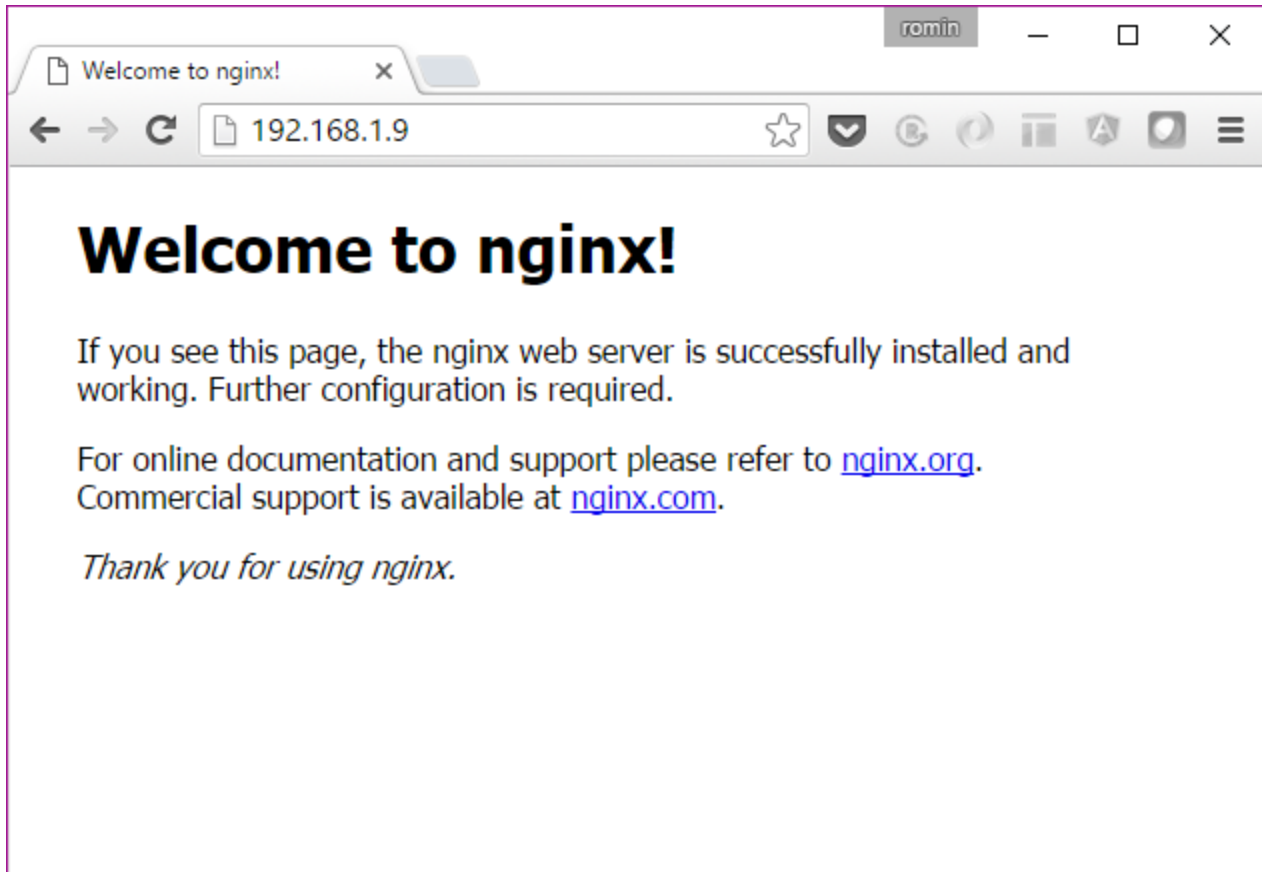 romin
Welcome to nginx!
192.168.1.9
Welcome to nginx!
If you see this page, the nginx web server is successfully installed and
working. Further configuration is required.
For online documentation and support please refer to nginx.org.
Commercial support is available at nginx.com.
Thank you for using nginx.